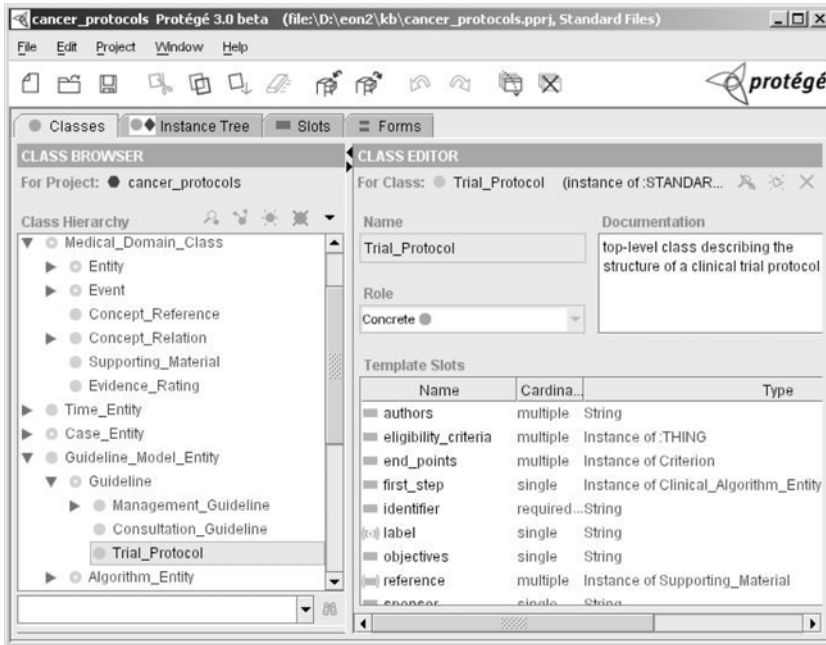 cancer_protocols Protégé 3.0 beta (file:\D:\eon2\kb\cancer_protocols.pprj, Standard Files)
File Edit Project Window Help
protégé
Classes Instance Tree Slots Forms
CLASS BROWSER
For Project: cancer_protocols
Class Hierarchy
Medical_Domain_Class
Entity
Event
Concept_Reference
Concept_Relation
Supporting_Material
Evidence_Rating
Time_Entity
Case_Entity
Guideline_Model_Entity
Guideline
Management_Guideline
Consultation_Guideline
Trial_Protocol
Algorithm_Entity
CLASS EDITOR
For Class: Trial_Protocol (instance of :STANDAR...
Name
Trial_Protocol
Documentation
top-level class describing the
structure of a clinical trial protocol
Role
Concrete
Template Slots
Name Cardina... Type
authors multiple String
eligibility_criteria multiple Instance of :THING
end_points multiple Instance of Criterion
first_step single Instance of Clinical_Algorithm_Entity
identifier required... String
label single String
objectives single String
reference multiple Instance of Supporting_Material
sponsor single String